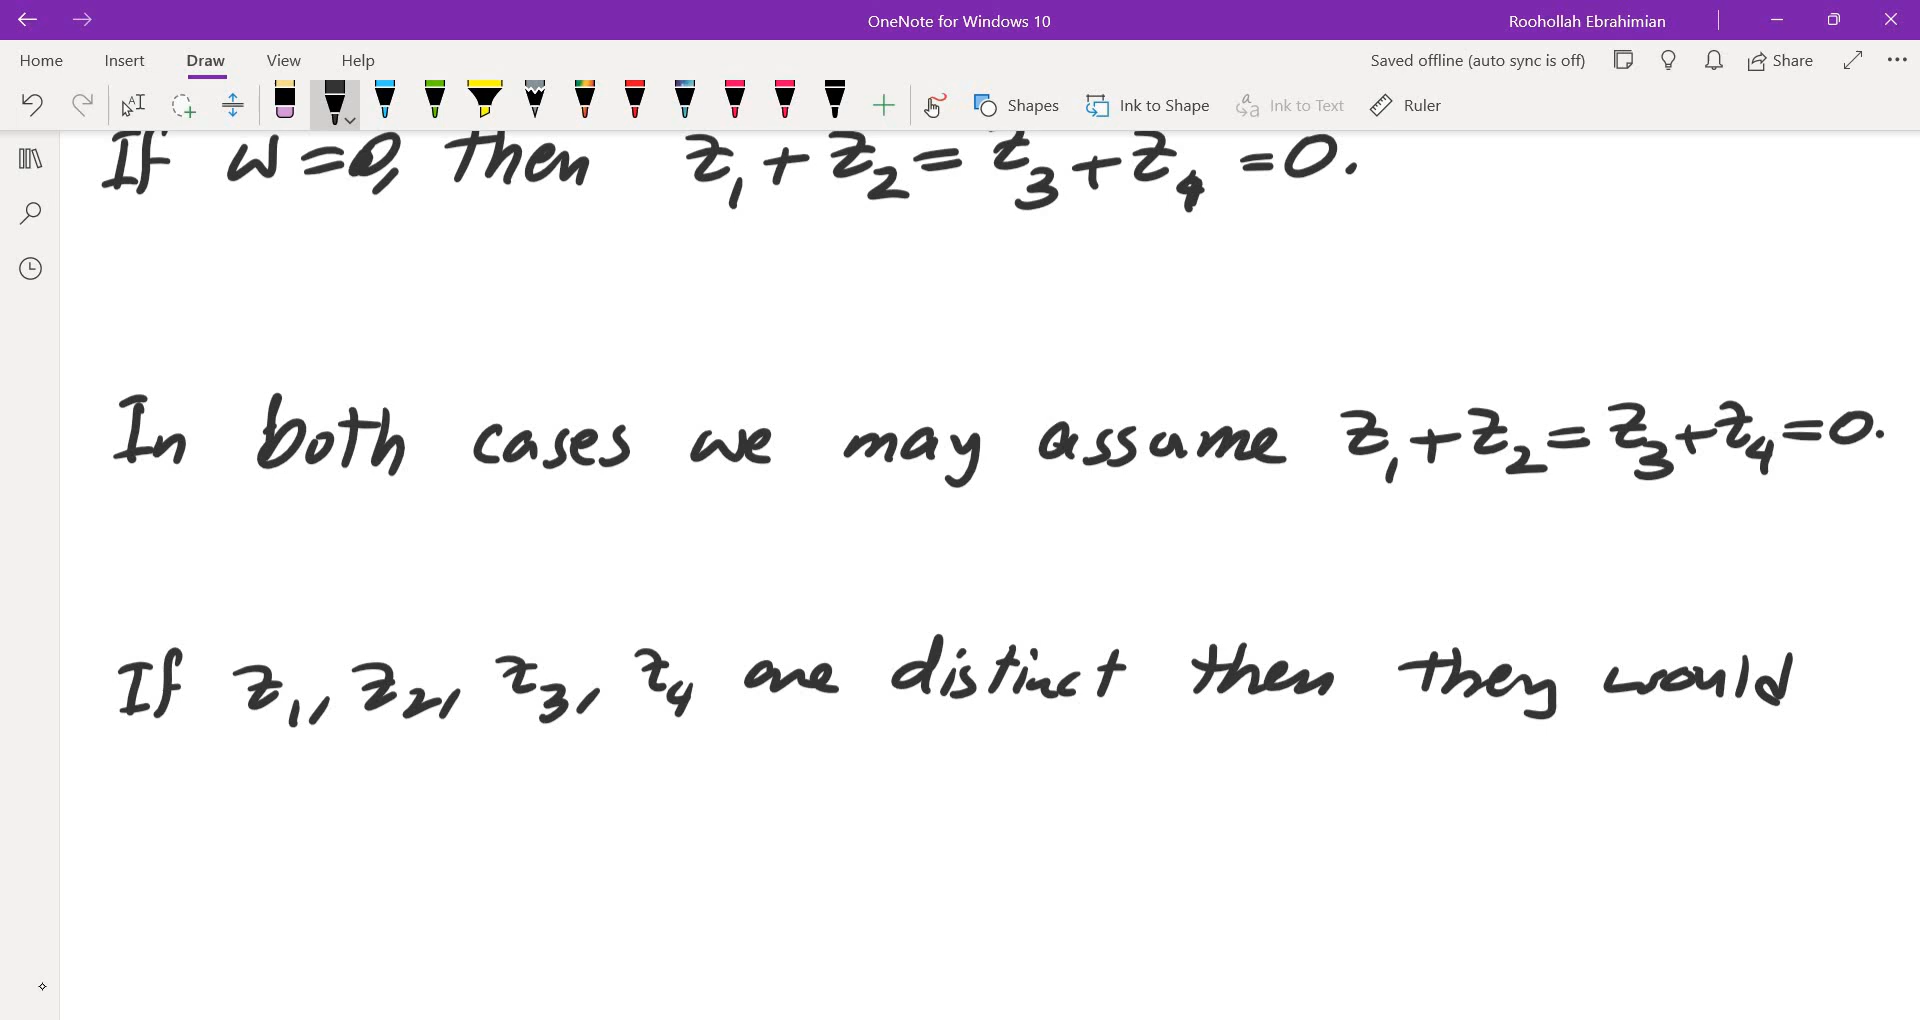 OneNote for Windows 10
Roohollah Ebrahimian
Home Insert Draw View Help
Saved offline (auto sync is off) Share
Shapes Ink to Shape Ink to Text Ruler
If w=0, then z₁+z₂=z₃+z₄=0.
In both cases we may assume z₁+z₂=z₃+z₄=0.
If z₁, z₂, z₃, z₄ are distinct then they would